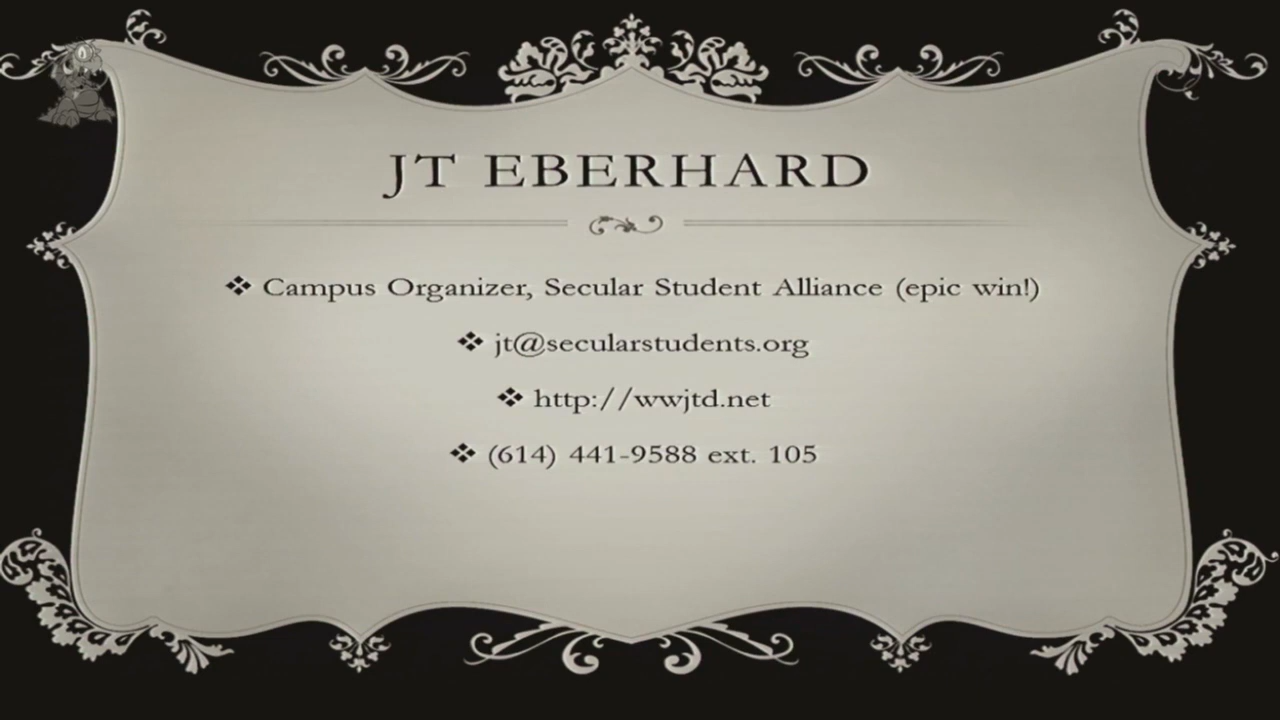 JT EBERHARD
❖ Campus Organizer, Secular Student Alliance (epic win!)
❖ jt@secularstudents.org
❖ http://wwjtd.net
❖ (614) 441-9588 ext. 105